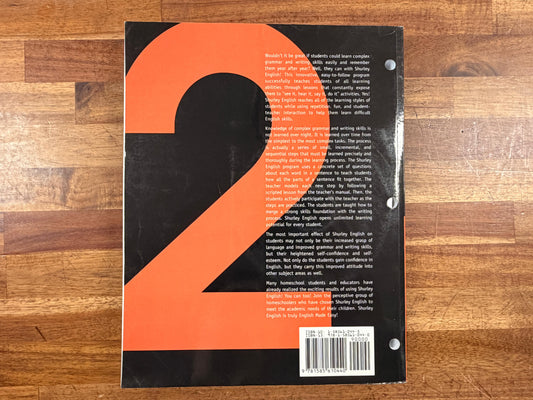 2
Wouldn't it be great if students could learn complex
grammar and writing skills easily and remember
them year after year? Well, they can with Shurley
English! This innovative, easy-to-follow program
successfully teaches students of all learning
abilities through lessons that constantly expose
them to "see it, hear it, say it, do it" activities. Yes!
Shurley English teaches all of the learning styles of
students while using repetition, fun, and student-
teacher interaction to help them learn difficult
English skills.
Knowledge of complex grammar and writing skills is
not learned over night. It is learned over time from
the simplest to the most complex tasks. The process
is actually a series of small, incremental, and
sequential steps that must be learned precisely and
thoroughly during the learning process. The Shurley
English program uses a concrete set of questions
about each word in a sentence to teach students
how all the parts of a sentence fit together. The
teacher models each new step by following a
scripted lesson from the teacher's manual. Then, the
students actively participate with the teacher as the
steps are practiced. The students are taught how to
merge a strong skills foundation with the writing
process. Shurley English opens unlimited learning
potential for every student.
The most important effect of Shurley English on
students may not only be their increased grasp of
language and improved grammar and writing skills,
but their heightened self-confidence and self-
esteem. Not only do the students gain confidence in
English, but they carry this improved attitude into
other subject areas as well.
Many homeschool students and educators have
already realized the exciting results of using Shurley
English! You can too! Join the perceptive group of
homeschoolers who have chosen Shurley English to
meet the academic needs of their children. Shurley
English is truly English Made Easy!
ISBN-10
ISBN-13
90000
9 781585 610440